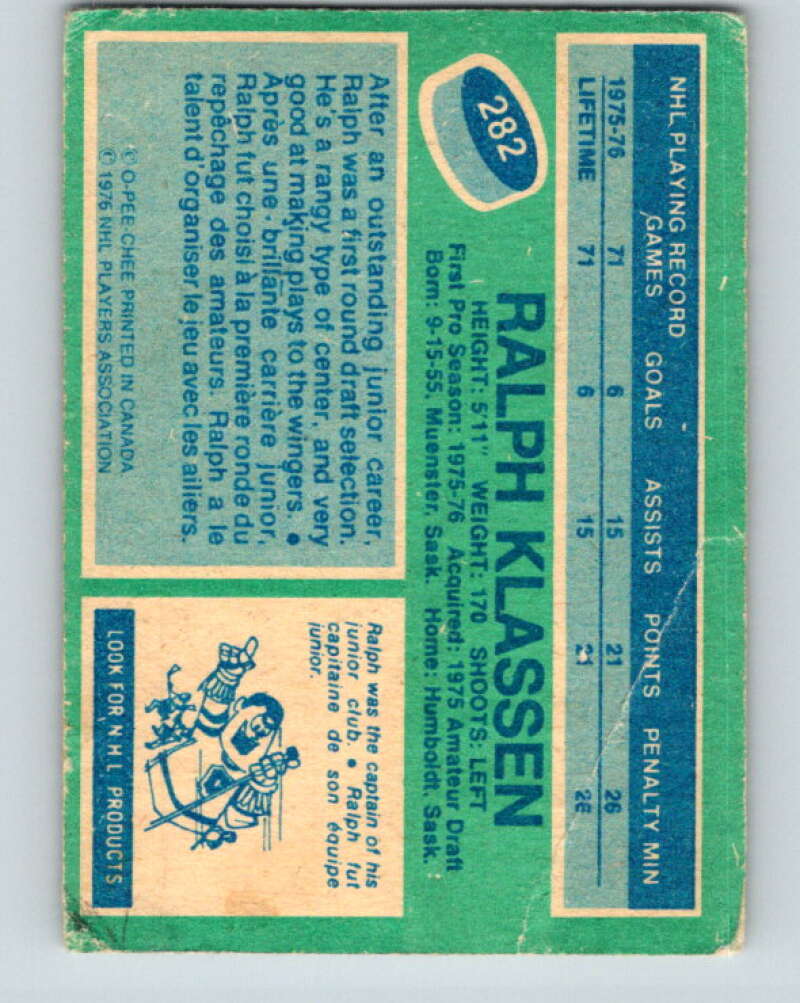 NHL PLAYING RECORD
GAMES GOALS ASSISTS POINTS PENALTY MIN
1975-76 71 6 15 21 26
LIFETIME 71 6 15 21 26
282
RALPH KLASSEN
HEIGHT: 5'11" WEIGHT: 170 SHOOTS: LEFT
First Pro Season: 1975-76 Acquired: 1975 Amateur Draft
Born: 9-15-55, Muenster, Sask. Home: Humboldt, Sask.
After an outstanding junior career,
Ralph was a first round draft selection.
He's a rangy type of center, and very
good at making plays to the wingers. •
Après une brillante carrière junior,
Ralph fut choisi à la première ronde du
repêchage des amateurs. Ralph a le
talent d'organiser le jeu avec les ailiers.
© O-PEE-CHEE PRINTED IN CANADA
© 1976 NHL PLAYERS ASSOCIATION
Ralph was the captain of his
junior club. • Ralph fut
capitaine de son équipe
junior.
LOOK FOR N.H.L. PRODUCTS